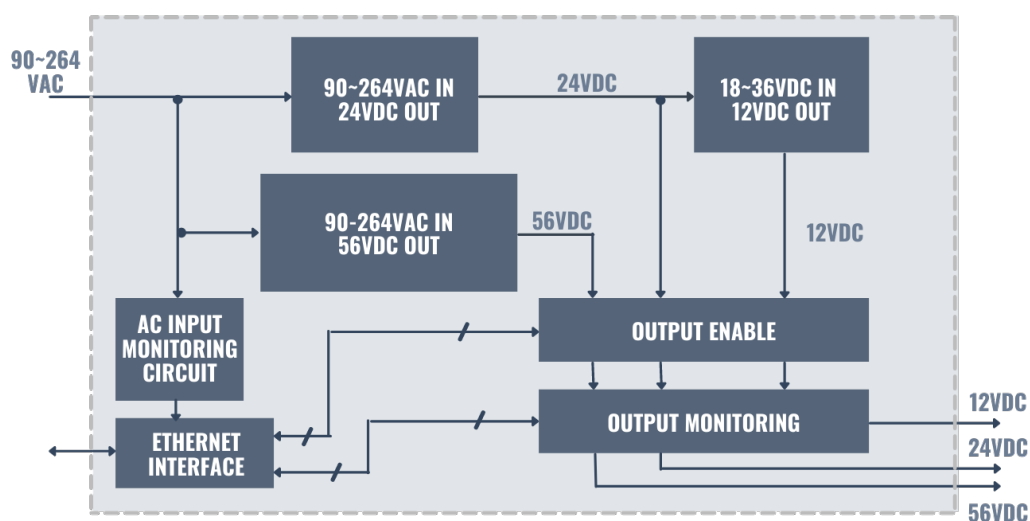 90~264
VAC
90~264VAC IN
24VDC OUT
24VDC
18~36VDC IN
12VDC OUT
90-264VAC IN
56VDC OUT
56VDC
12VDC
AC INPUT
MONITORING
CIRCUIT
OUTPUT ENABLE
OUTPUT MONITORING
ETHERNET
INTERFACE
12VDC
24VDC
56VDC